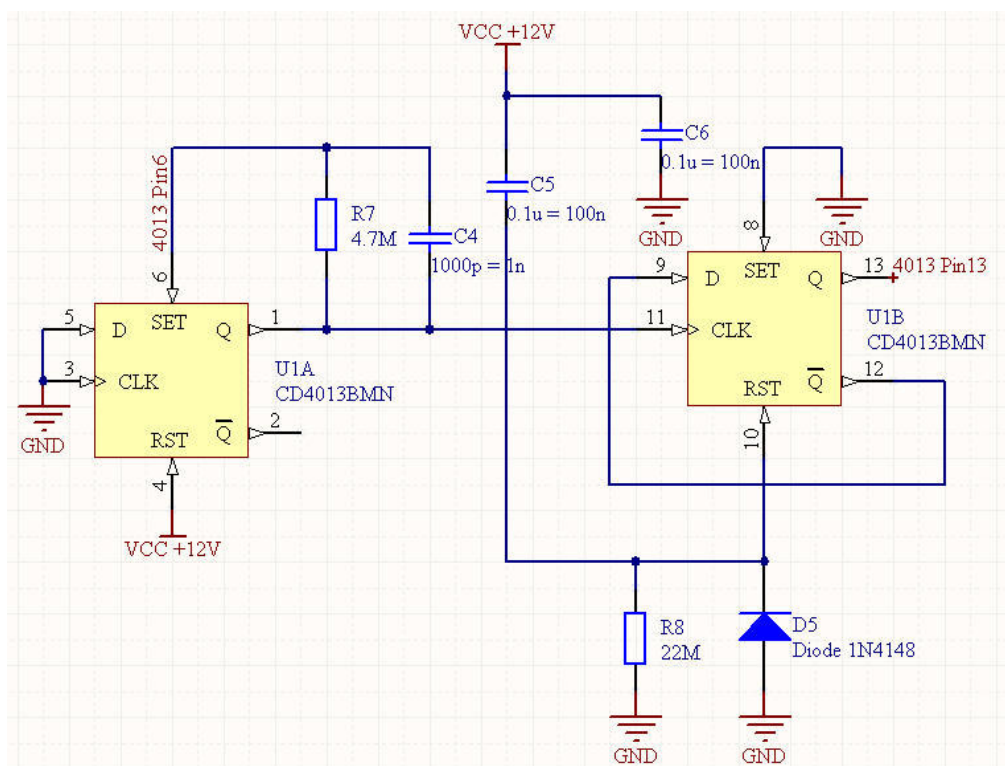 VCC +12V
C6
0.1u = 100n
GND
4013 Pin6
R7
4.7M
C4
1000p = 1n
C5
0.1u = 100n
GND
6
8
5
D
SET
Q
1
3
CLK
RST
Q
2
4
U1A
CD4013BMN
GND
VCC +12V
9
D
SET
Q
13
4013 Pin13
11
CLK
U1B
CD4013BMN
RST
Q
12
10
R8
22M
D5
Diode 1N4148
GND
GND